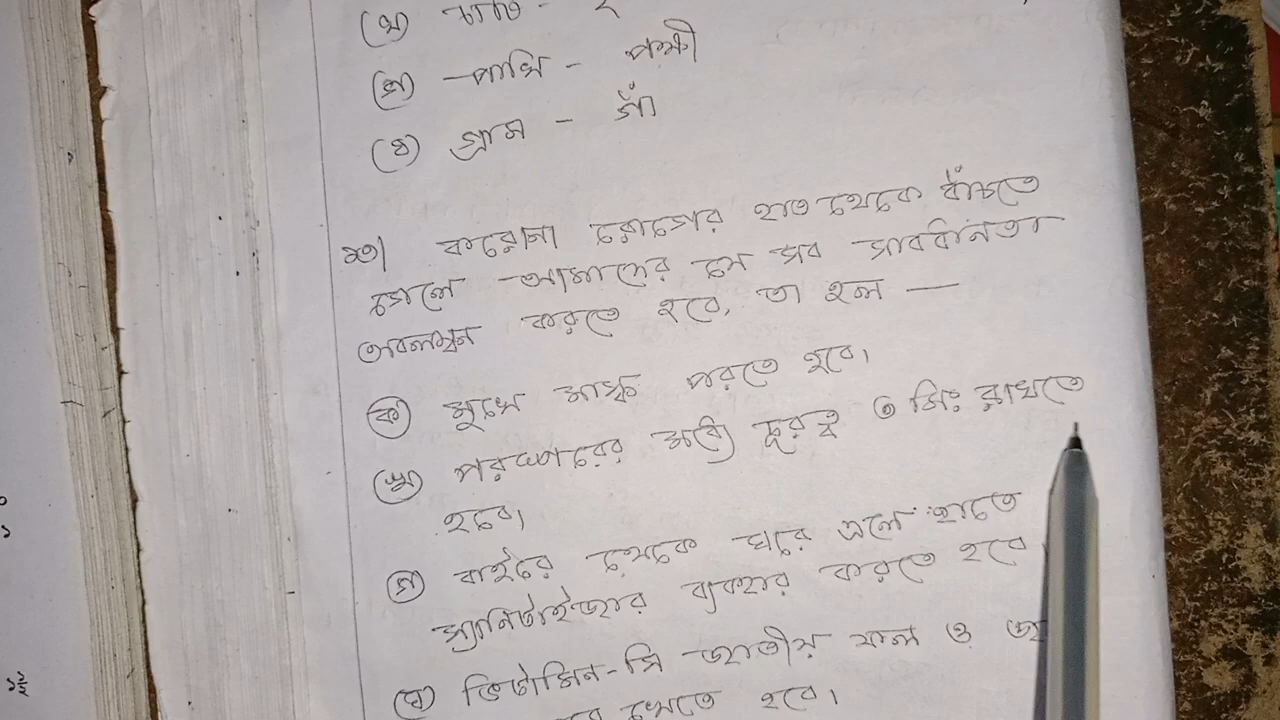 (খ)
(গ) পাখি - পক্ষী
(ঘ) গ্রাম - গাঁ
১৩। করোনা রোগের হাত থেকে বাঁচতে
গেলে আমাদের যে সব সাবধানতা
অবলম্বন করতে হবে, তা হল —
(ক) মুখে মাস্ক পরতে হবে।
(খ) পরস্পরের মধ্যে দূরত্ব ৩ মিঃ রাখতে
হবে।
(গ) বাইরে থেকে ঘরে এলে হাতে
স্যানিটাইজার ব্যবহার করতে হবে
(ঘ) ভিটামিন-সি জাতীয় ফল ও
খেতে হবে।